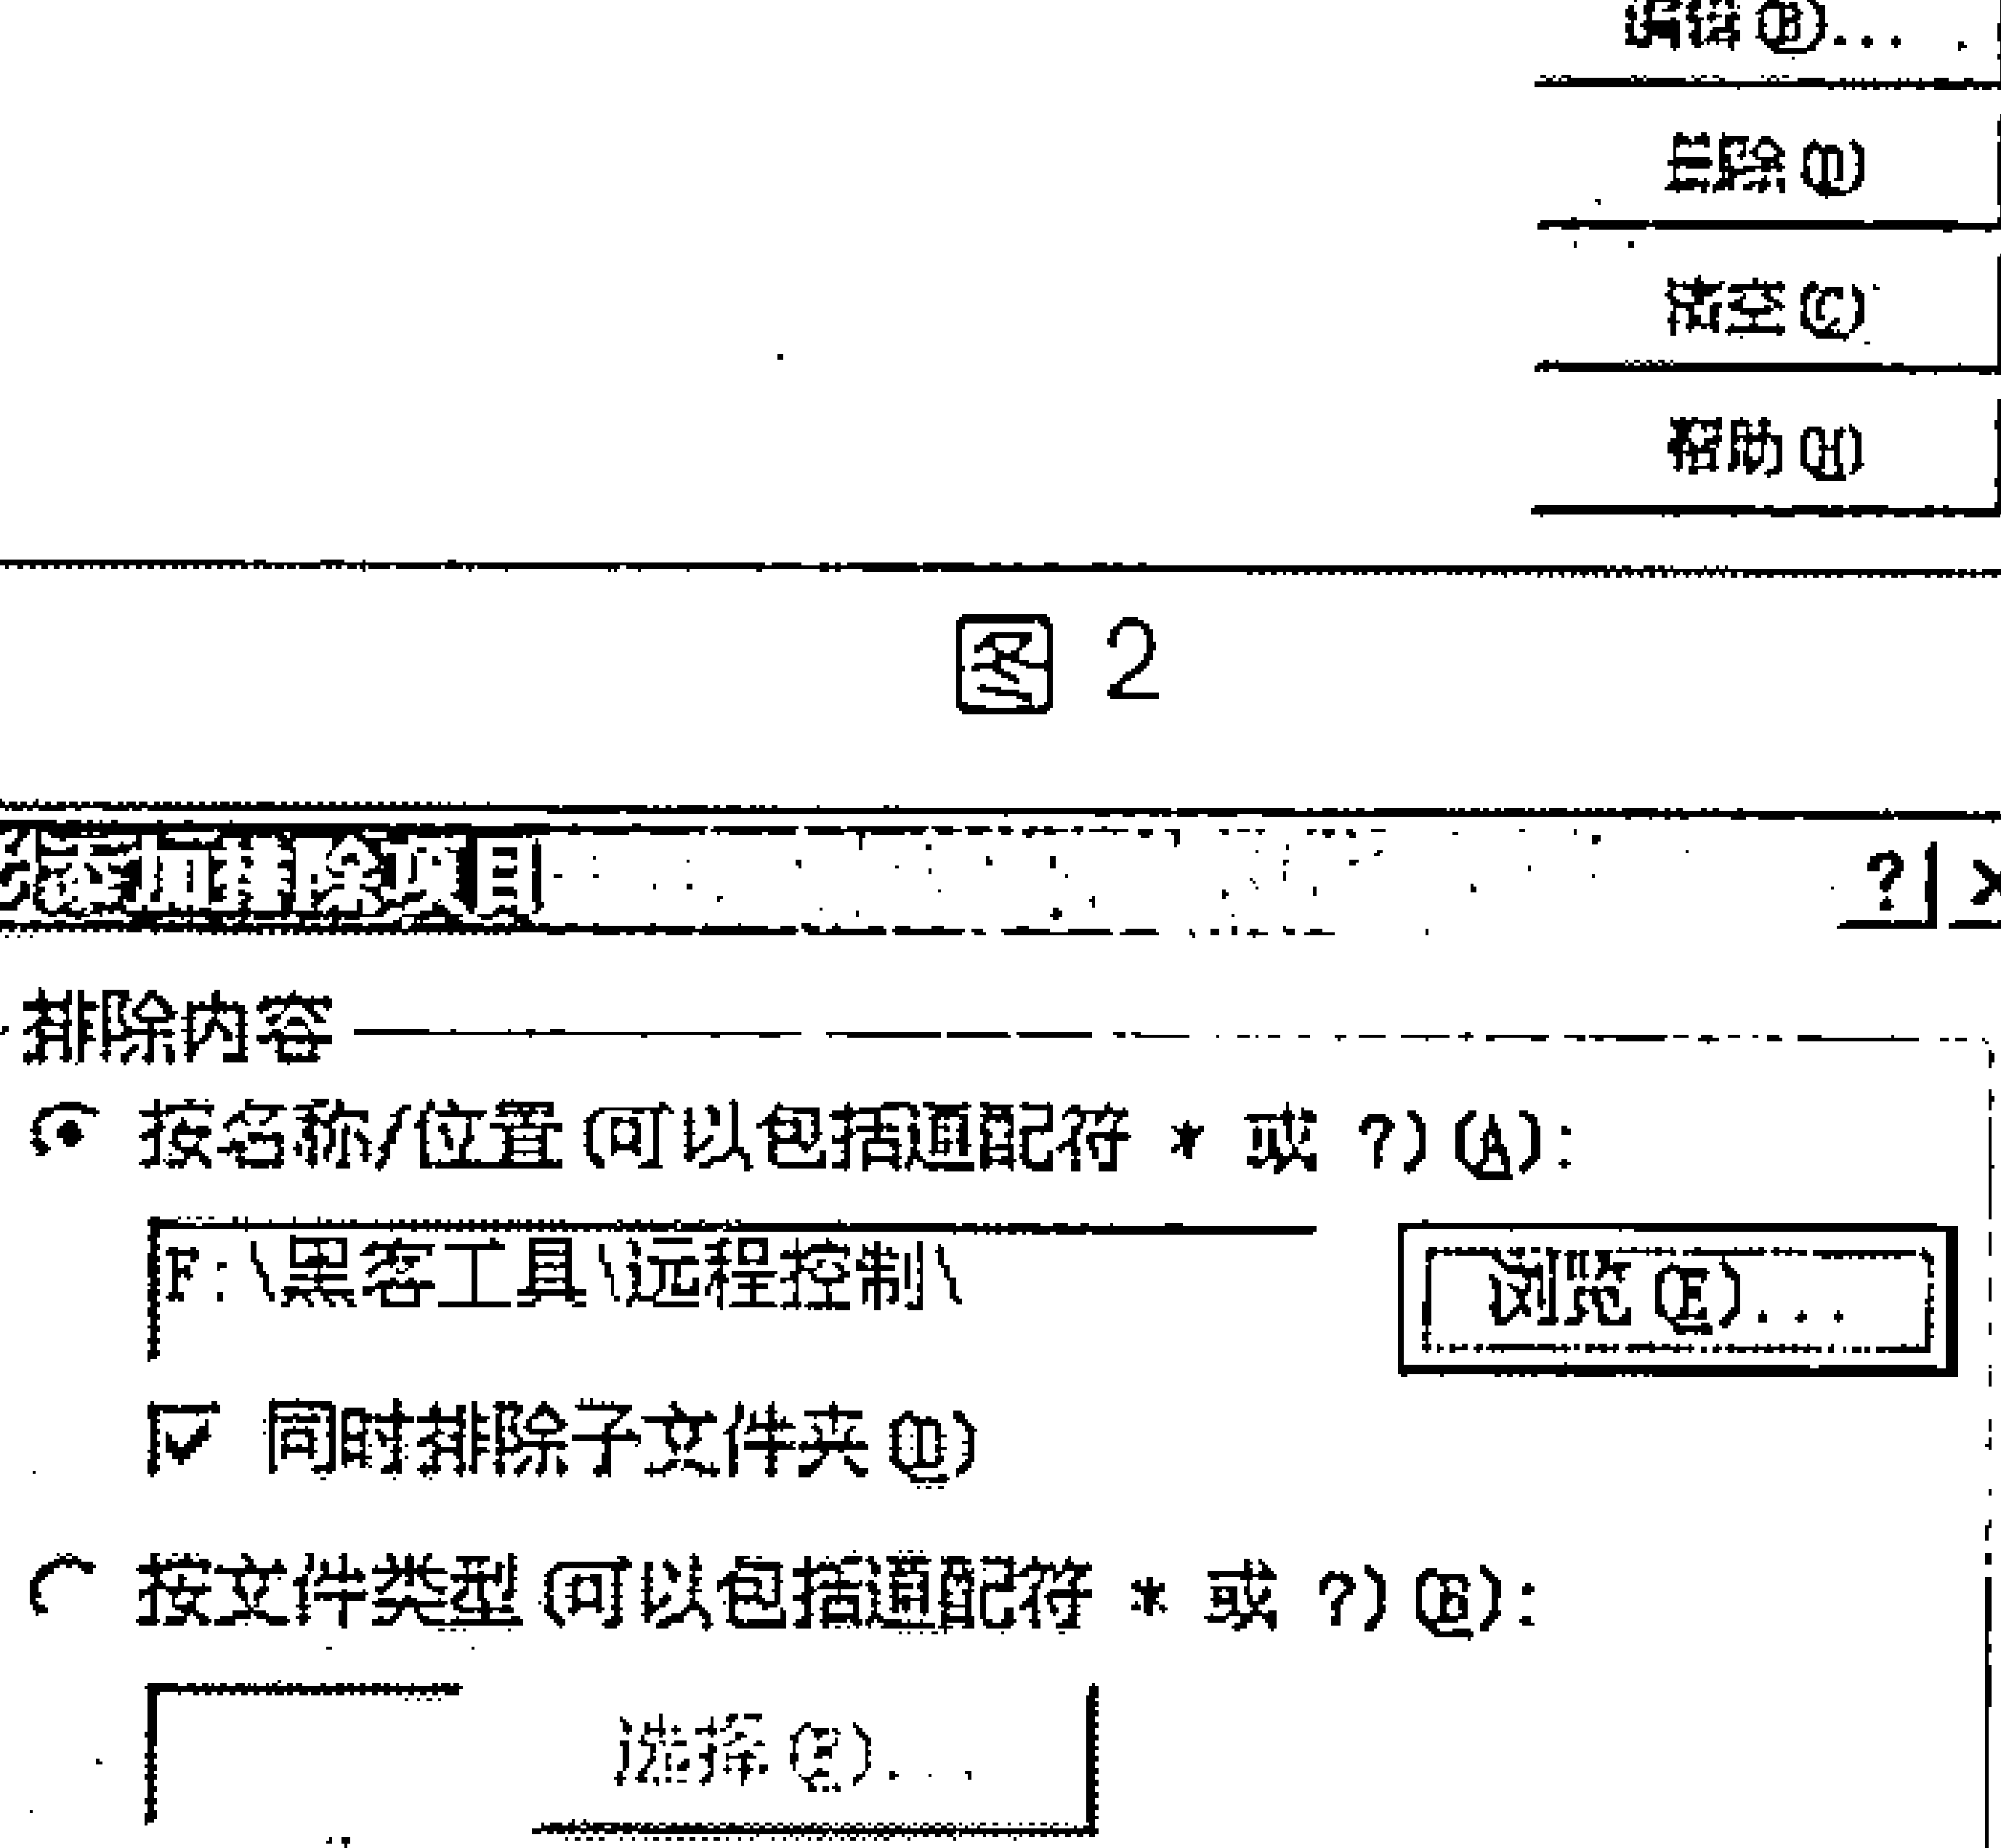 编辑(B)...
删除(D)
清空(C)
帮助(H)
图 2
添加排除项目
排除内容
按名称/位置(可以包括通配符 * 或 ?)(A):
F:\黑客工具\远程控制\
浏览(E)...
同时排除子文件夹(I)
按文件类型(可以包括通配符 * 或 ?)(B):
选择(F)...